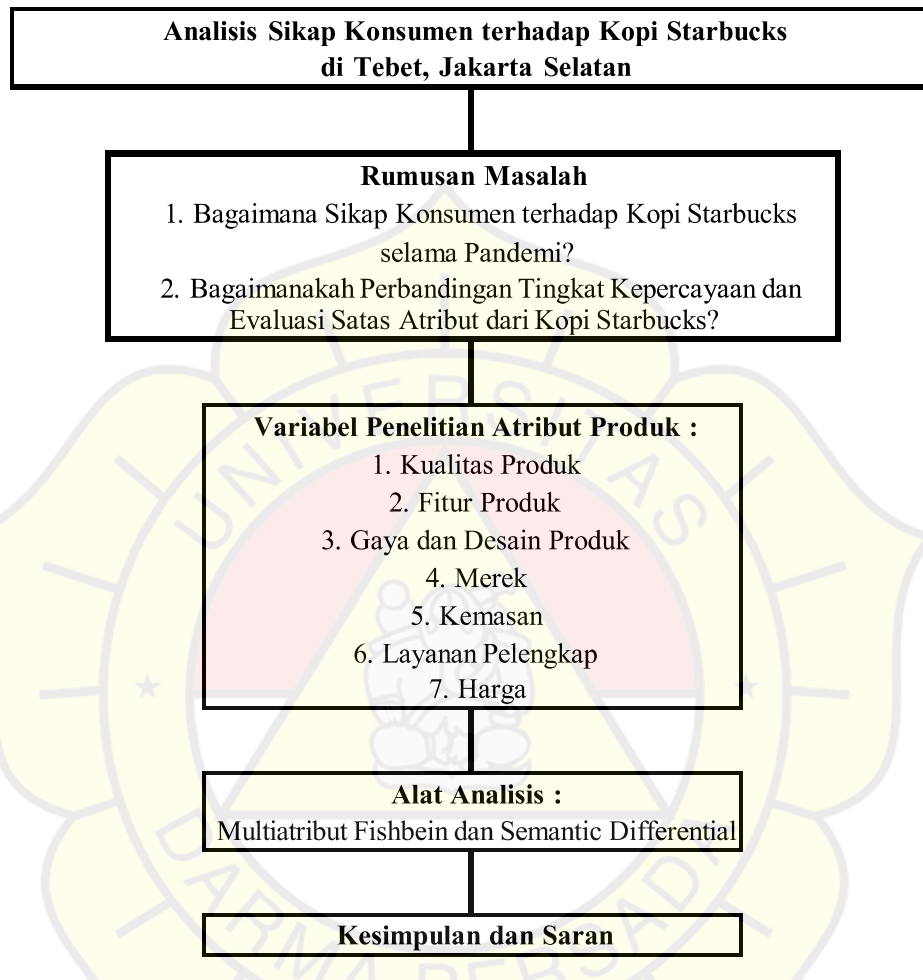 Analisis Sikap Konsumen terhadap Kopi Starbucks
di Tebet, Jakarta Selatan
Rumusan Masalah
1. Bagaimana Sikap Konsumen terhadap Kopi Starbucks
selama Pandemi?
2. Bagaimanakah Perbandingan Tingkat Kepercayaan dan
Evaluasi Satas Atribut dari Kopi Starbucks?
Variabel Penelitian Atribut Produk :
1. Kualitas Produk
2. Fitur Produk
3. Gaya dan Desain Produk
4. Merek
5. Kemasan
6. Layanan Pelengkap
7. Harga
Alat Analisis :
Multiatribut Fishbein dan Semantic Differential
Kesimpulan dan Saran
UNIVERSITAS
DARMA PERSADA